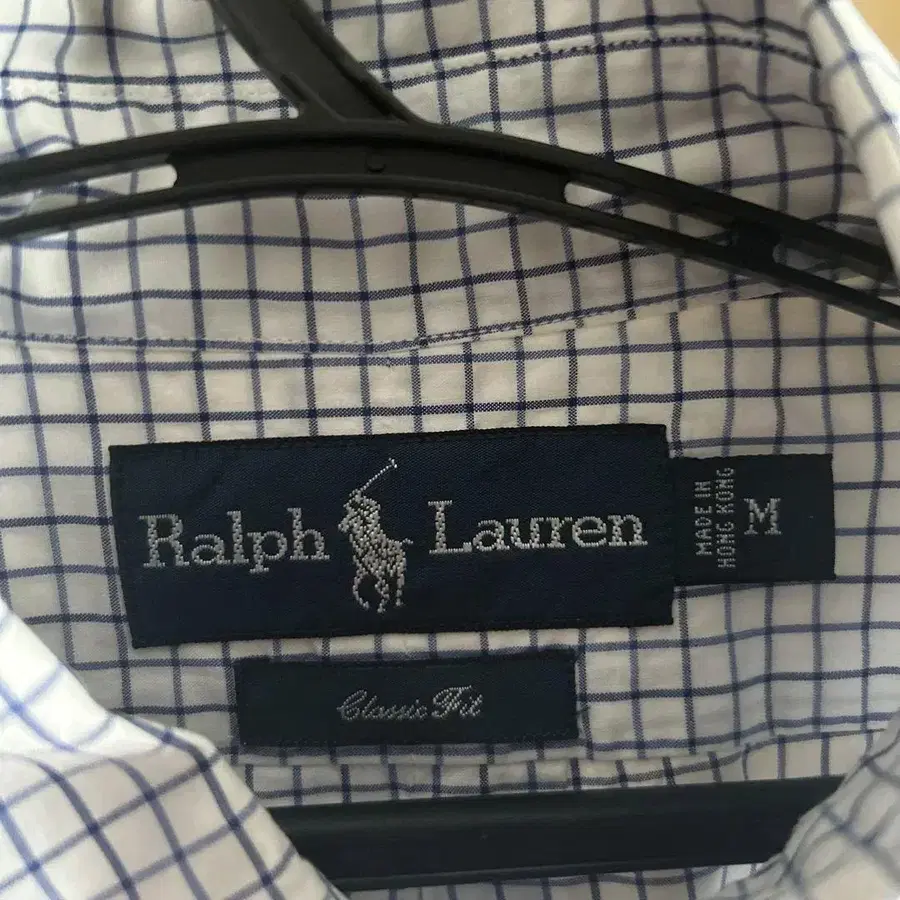 Ralph Lauren
MADE IN
HONG KONG
M
Classic Fit